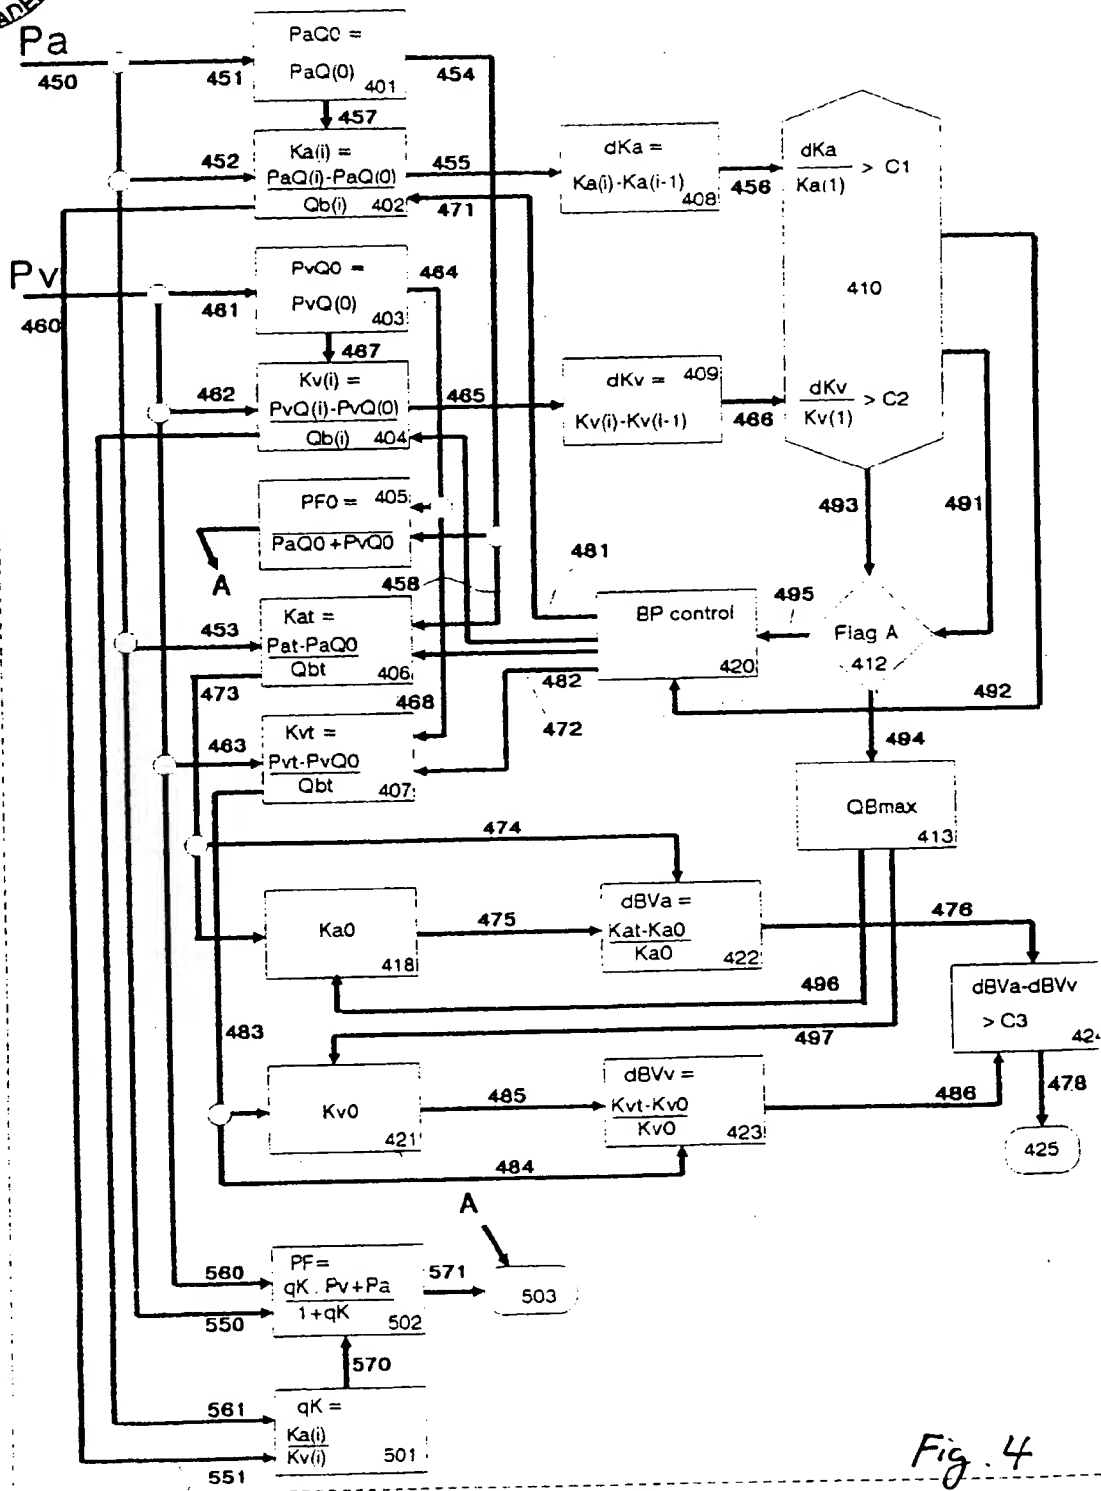 Pa
450
451
PaQ0 =
PaQ(0)
401
454
457
452
Ka(i) =
PaQ(i)-PaQ(0)
Qb(i)
402
455
471
dKa =
Ka(i)-Ka(i-1)
408
456
dKa
Ka(1)
> C1
410
Pv
460
461
PvQ0 =
PvQ(0)
403
464
467
462
Kv(i) =
PvQ(i)-PvQ(0)
Qb(i)
404
465
dKv =
409
Kv(i)-Kv(i-1)
466
dKv
Kv(1)
> C2
493
491
PF0 =
405
PaQ0+PvQ0
A
458
481
495
BP control
420
Flag A
412
453
Kat =
Pat-PaQ0
Qbt
406
482
492
473
468
472
494
463
Kvt =
Pvt-PvQ0
Qbt
407
QBmax
413
474
Ka0
418
475
dBVa =
Kat-Ka0
Ka0
422
476
496
dBVa-dBVv
> C3
424
483
497
478
Kv0
421
485
dBVv =
Kvt-Kv0
Kv0
423
486
425
484
A
560
550
PF=
qK . Pv+Pa
1+qK
502
571
503
570
561
551
qK =
Ka(i)
Kv(i)
501
Fig. 4